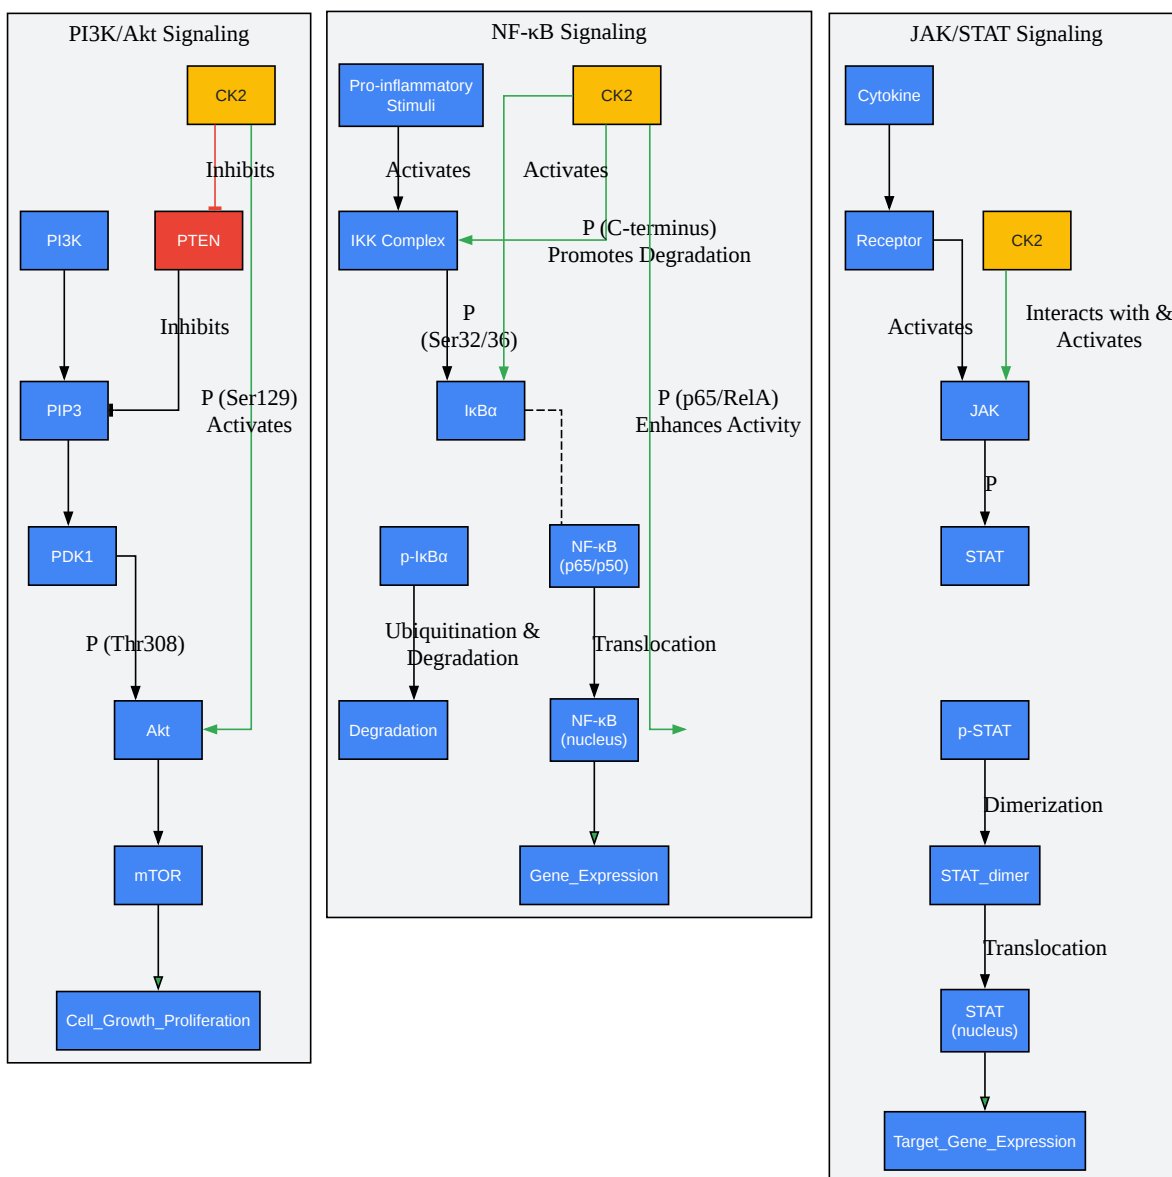 PI3K/Akt Signaling
CK2
Inhibits
PI3K
PTEN
Inhibits
PIP3
P (Ser129)
Activates
PDK1
P (Thr308)
Akt
mTOR
Cell_Growth_Proliferation
NF-κB Signaling
Pro-inflammatory
Stimuli
CK2
Activates
Activates
IKK Complex
P (C-terminus)
Promotes Degradation
P
(Ser32/36)
IκBα
P (p65/RelA)
Enhances Activity
p-IκBα
NF-κB
(p65/p50)
Ubiquitination &
Degradation
Translocation
Degradation
NF-κB
(nucleus)
Gene_Expression
JAK/STAT Signaling
Cytokine
Receptor
CK2
Activates
Interacts with &
Activates
JAK
P
STAT
p-STAT
Dimerization
STAT_dimer
Translocation
STAT
(nucleus)
Target_Gene_Expression